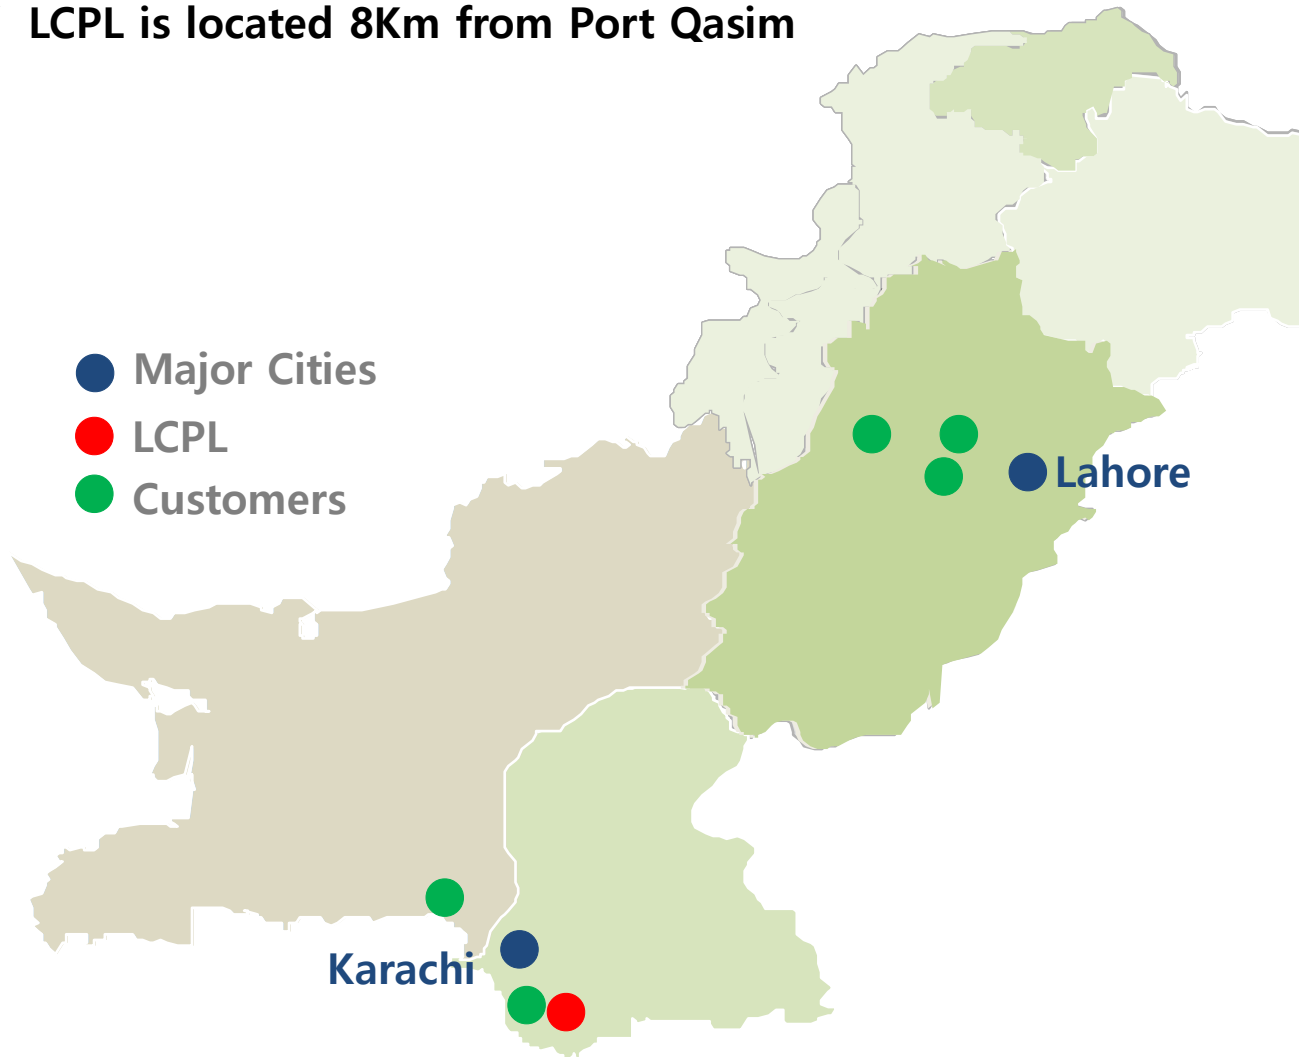 LCPL is located 8Km from Port Qasim
Major Cities
LCPL
Customers
Lahore
Karachi